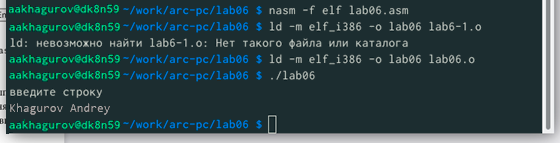 aakhagurov@dk8n59 ~/work/arc-pc/lab06 $ nasm -f elf lab06.asm
aakhagurov@dk8n59 ~/work/arc-pc/lab06 $ ld -m elf_i386 -o lab06 lab6-1.o
ld: невозможно найти lab6-1.o: Нет такого файла или каталога
aakhagurov@dk8n59 ~/work/arc-pc/lab06 $ ld -m elf_i386 -o lab06 lab06.o
aakhagurov@dk8n59 ~/work/arc-pc/lab06 $ ./lab06
введите строку
Khagurov Andrey
aakhagurov@dk8n59 ~/work/arc-pc/lab06 $